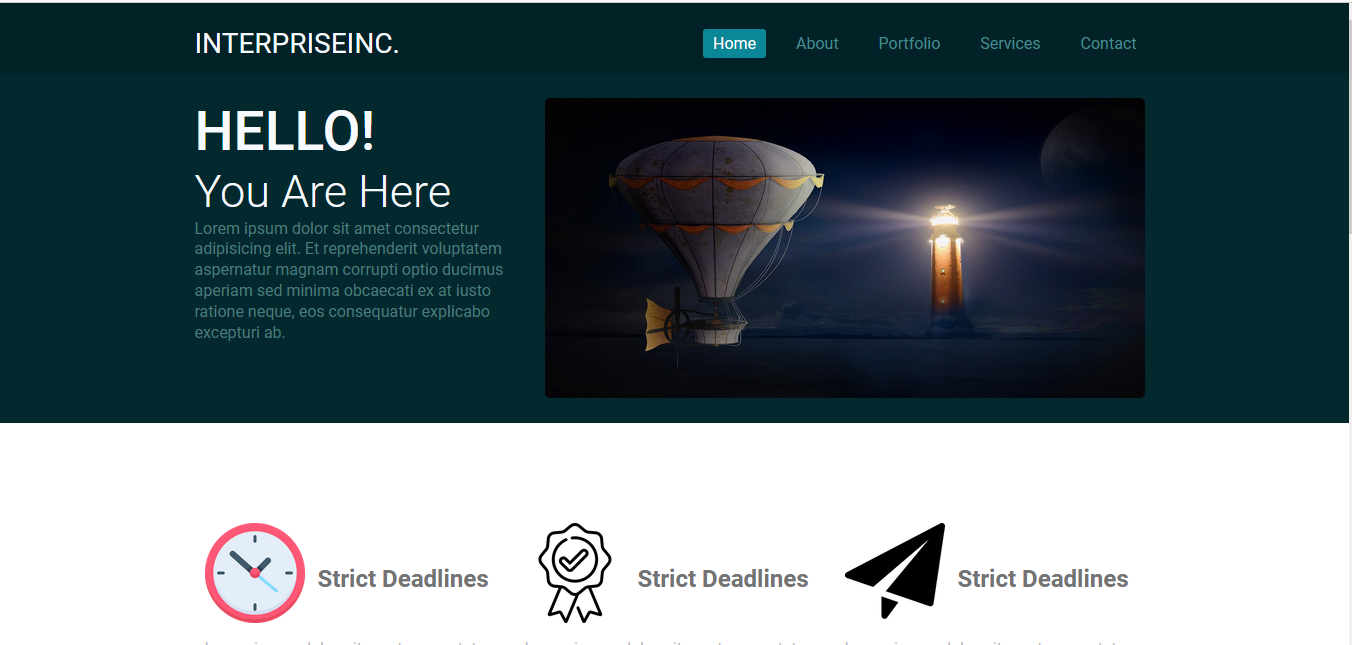 INTERPRISEINC.
Home About Portfolio Services Contact
HELLO!
You Are Here
Lorem ipsum dolor sit amet consectetur
adipisicing elit. Et reprehenderit voluptatem
aspernatur magnam corrupti optio ducimus
aperiam sed minima obcaecati ex at iusto
ratione neque, eos consequatur explicabo
excepturi ab.
Strict Deadlines
Strict Deadlines
Strict Deadlines